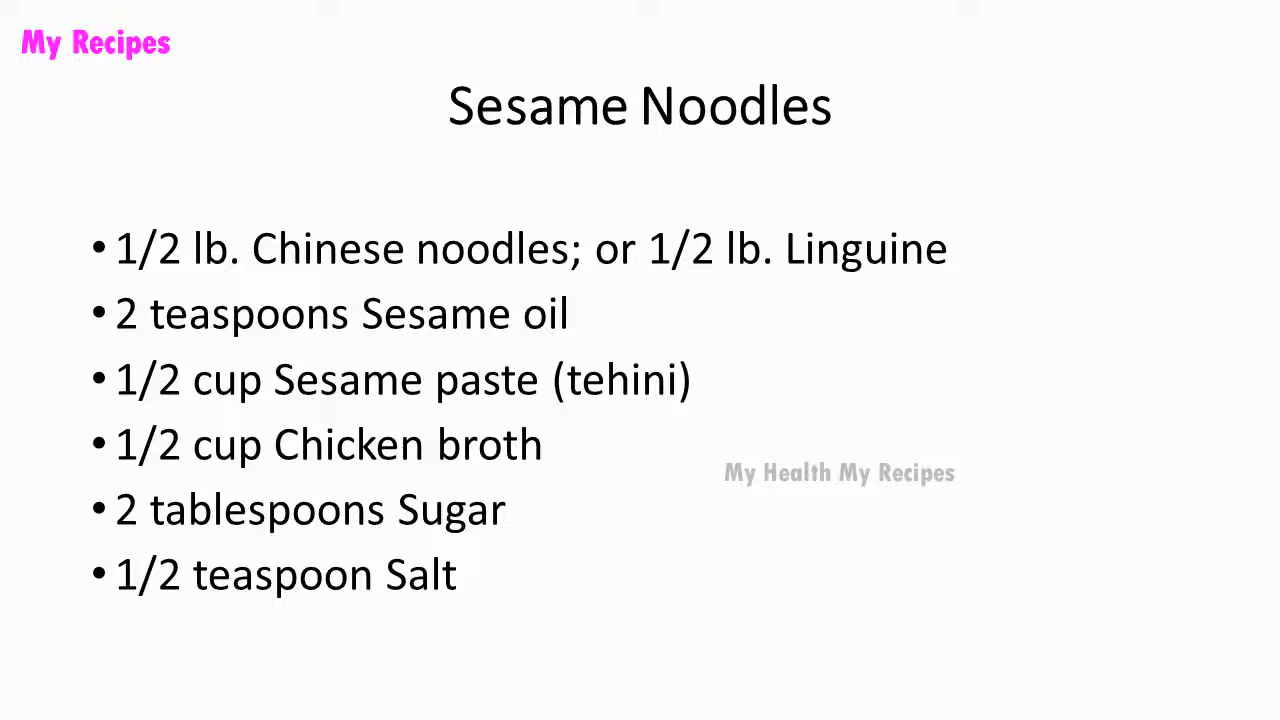 My Recipes
Sesame Noodles
• 1/2 lb. Chinese noodles; or 1/2 lb. Linguine
• 2 teaspoons Sesame oil
• 1/2 cup Sesame paste (tehini)
• 1/2 cup Chicken broth
My Health My Recipes
• 2 tablespoons Sugar
• 1/2 teaspoon Salt